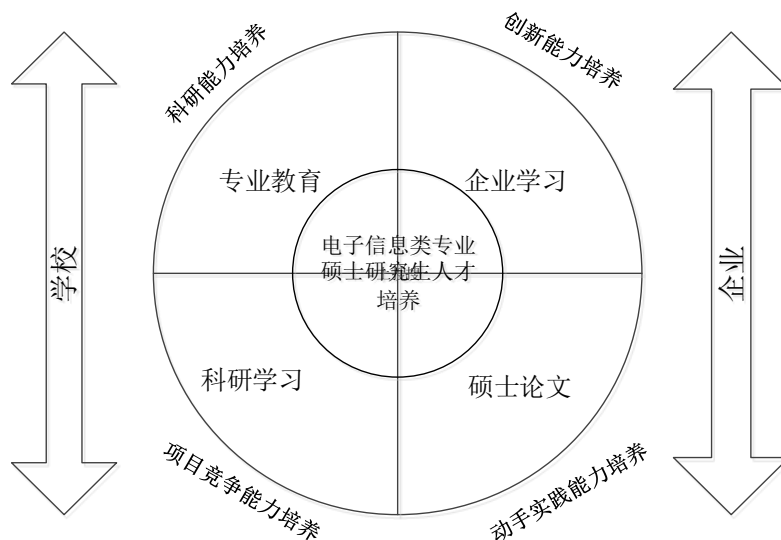 科研能力培养
创新能力培养
专业教育
企业学习
学校
电子信息类专业
硕士研究生人才
培养
企业
科研学习
硕士论文
项目竞争能力培养
动手实践能力培养